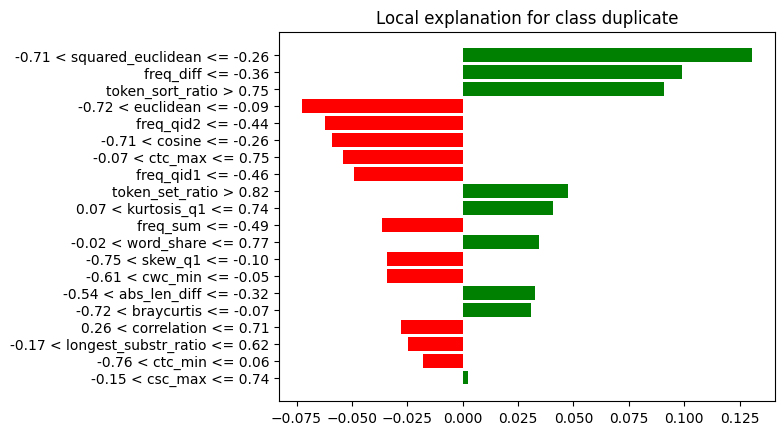 Local explanation for class duplicate
-0.71 < squared_euclidean <= -0.26
freq_diff <= -0.36
token_sort_ratio > 0.75
-0.72 < euclidean <= -0.09
freq_qid2 <= -0.44
-0.71 < cosine <= -0.26
-0.07 < ctc_max <= 0.75
freq_qid1 <= -0.46
token_set_ratio > 0.82
0.07 < kurtosis_q1 <= 0.74
freq_sum <= -0.49
-0.02 < word_share <= 0.77
-0.75 < skew_q1 <= -0.10
-0.61 < cwc_min <= -0.05
-0.54 < abs_len_diff <= -0.32
-0.72 < braycurtis <= -0.07
0.26 < correlation <= 0.71
-0.17 < longest_substr_ratio <= 0.62
-0.76 < ctc_min <= 0.06
-0.15 < csc_max <= 0.74
-0.075 -0.050 -0.025 0.000 0.025 0.050 0.075 0.100 0.125